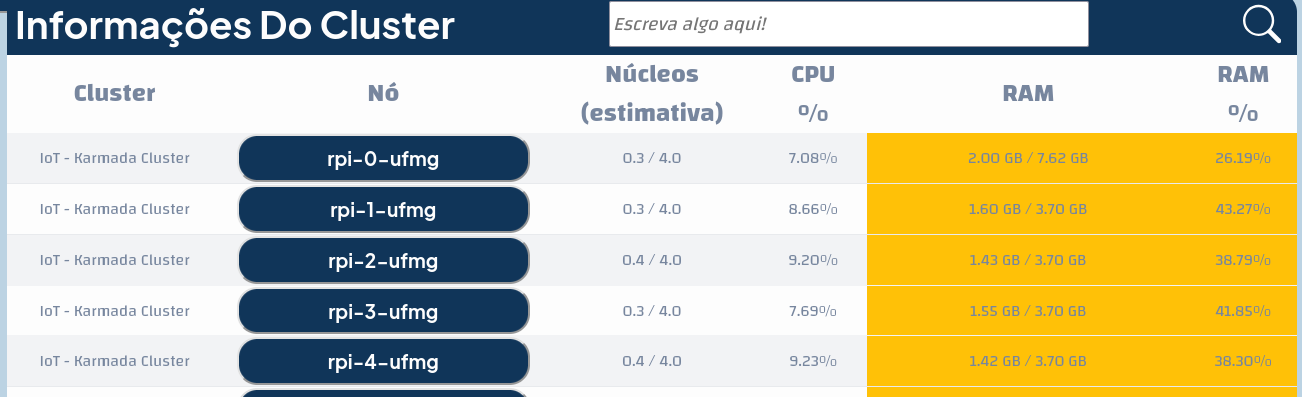 Informações Do Cluster
Escreva algo aqui!
Cluster Nó Núcleos (estimativa) CPU % RAM RAM %
IoT - Karmada Cluster rpi-0-ufmg 0.3 / 4.0 7.08% 2.00 GB / 7.62 GB 26.19%
IoT - Karmada Cluster rpi-1-ufmg 0.3 / 4.0 8.66% 1.60 GB / 3.70 GB 43.27%
IoT - Karmada Cluster rpi-2-ufmg 0.4 / 4.0 9.20% 1.43 GB / 3.70 GB 38.79%
IoT - Karmada Cluster rpi-3-ufmg 0.3 / 4.0 7.69% 1.55 GB / 3.70 GB 41.85%
IoT - Karmada Cluster rpi-4-ufmg 0.4 / 4.0 9.23% 1.42 GB / 3.70 GB 38.30%